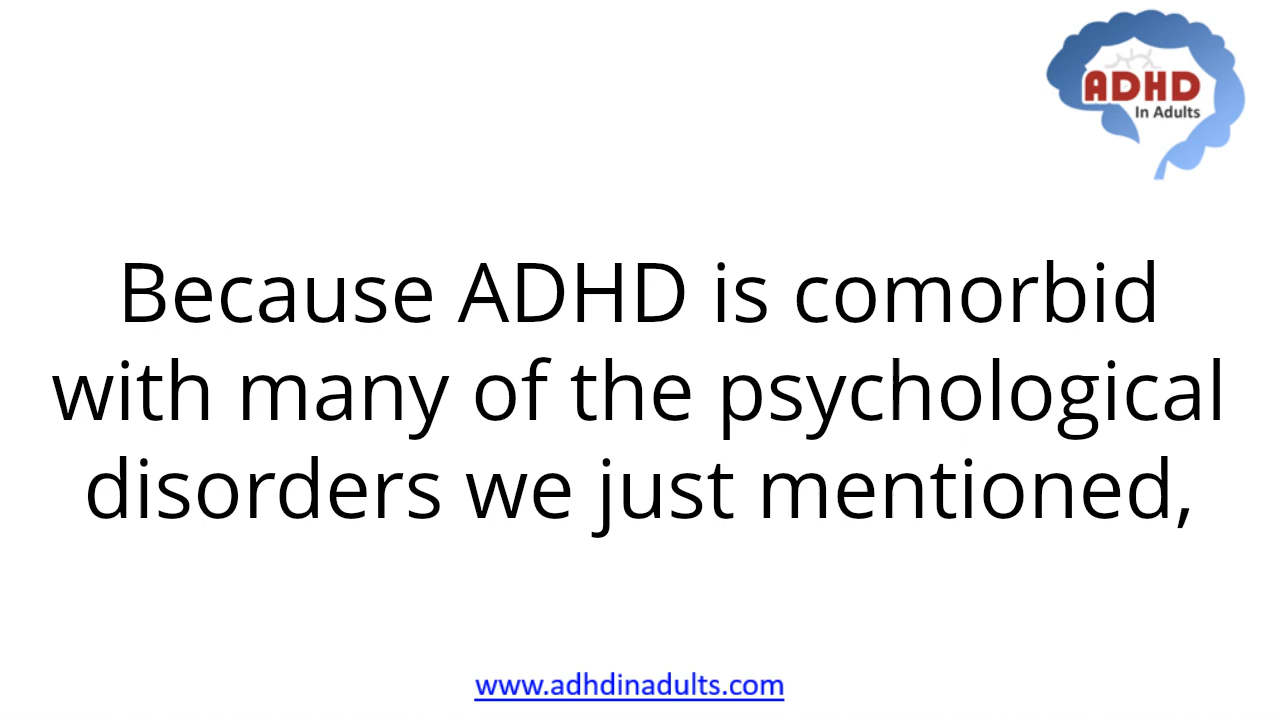 ADHD
In Adults
Because ADHD is comorbid
with many of the psychological
disorders we just mentioned,
www.adhdinadults.com